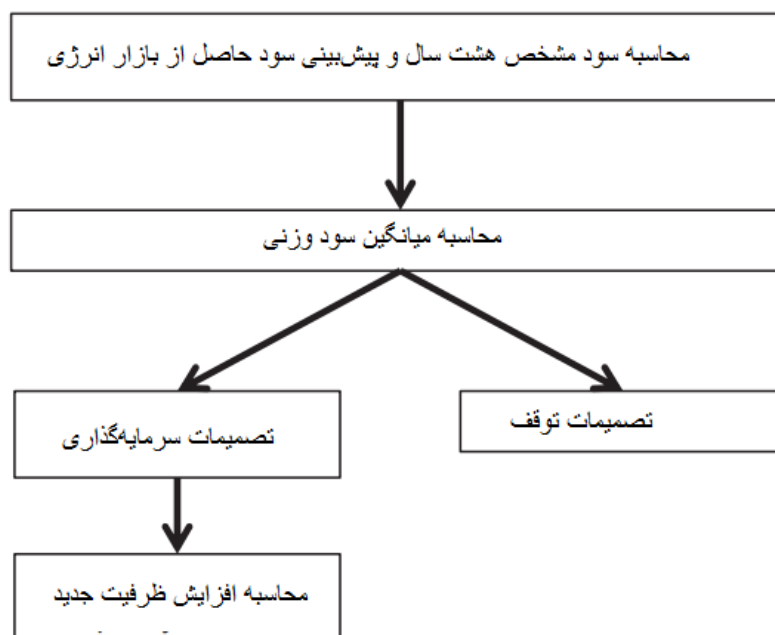 محاسبه سود مشخص هشت سال و پیش‌بینی سود حاصل از بازار انرژی
محاسبه میانگین سود وزنی
تصمیمات سرمایه‌گذاری
تصمیمات توقف
محاسبه افزایش ظرفیت جدید